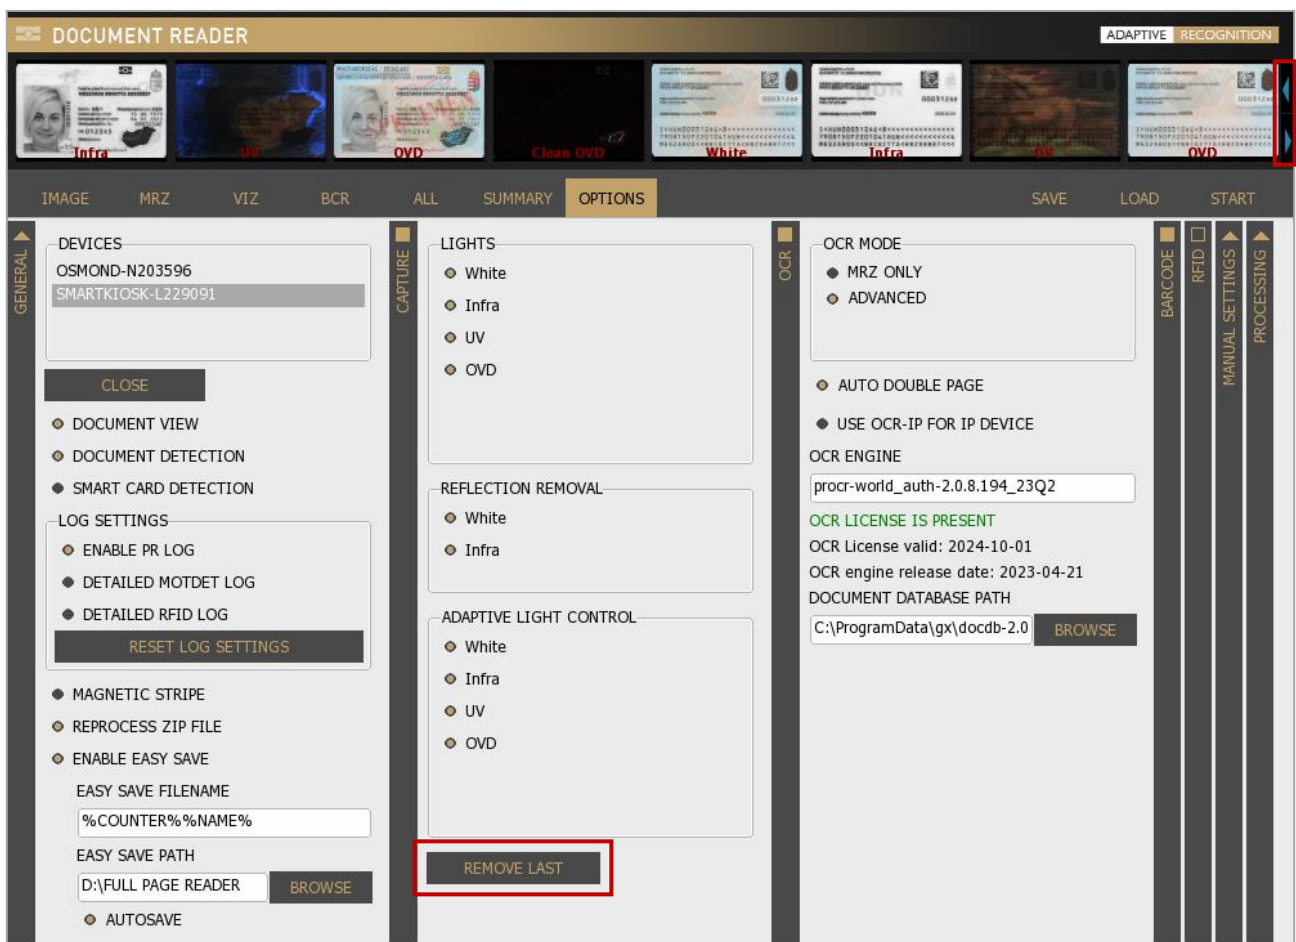 DOCUMENT READER
ADAPTIVE RECOGNITION
Infra
UV
OVD
Clean OVD
White
Infra
UV
OVD
IMAGE MRZ VIZ BCR ALL SUMMARY OPTIONS SAVE LOAD START
GENERAL
DEVICES
OSMOND-N203596
SMARTKIOSK-L229091
CLOSE
DOCUMENT VIEW
DOCUMENT DETECTION
SMART CARD DETECTION
LOG SETTINGS
ENABLE PR LOG
DETAILED MOTDET LOG
DETAILED RFID LOG
RESET LOG SETTINGS
MAGNETIC STRIPE
REPROCESS ZIP FILE
ENABLE EASY SAVE
EASY SAVE FILENAME
%COUNTER%%NAME%
EASY SAVE PATH
D:\FULL PAGE READER BROWSE
AUTOSAVE
CAPTURE
LIGHTS
White
Infra
UV
OVD
REFLECTION REMOVAL
White
Infra
ADAPTIVE LIGHT CONTROL
White
Infra
UV
OVD
REMOVE LAST
OCR
OCR MODE
MRZ ONLY
ADVANCED
AUTO DOUBLE PAGE
USE OCR-IP FOR IP DEVICE
OCR ENGINE
procr-world_auth-2.0.8.194_23Q2
OCR LICENSE IS PRESENT
OCR License valid: 2024-10-01
OCR engine release date: 2023-04-21
DOCUMENT DATABASE PATH
C:\ProgramData\gx\docdb-2.0 BROWSE
BARCODE
RFID
MANUAL SETTINGS
PROCESSING